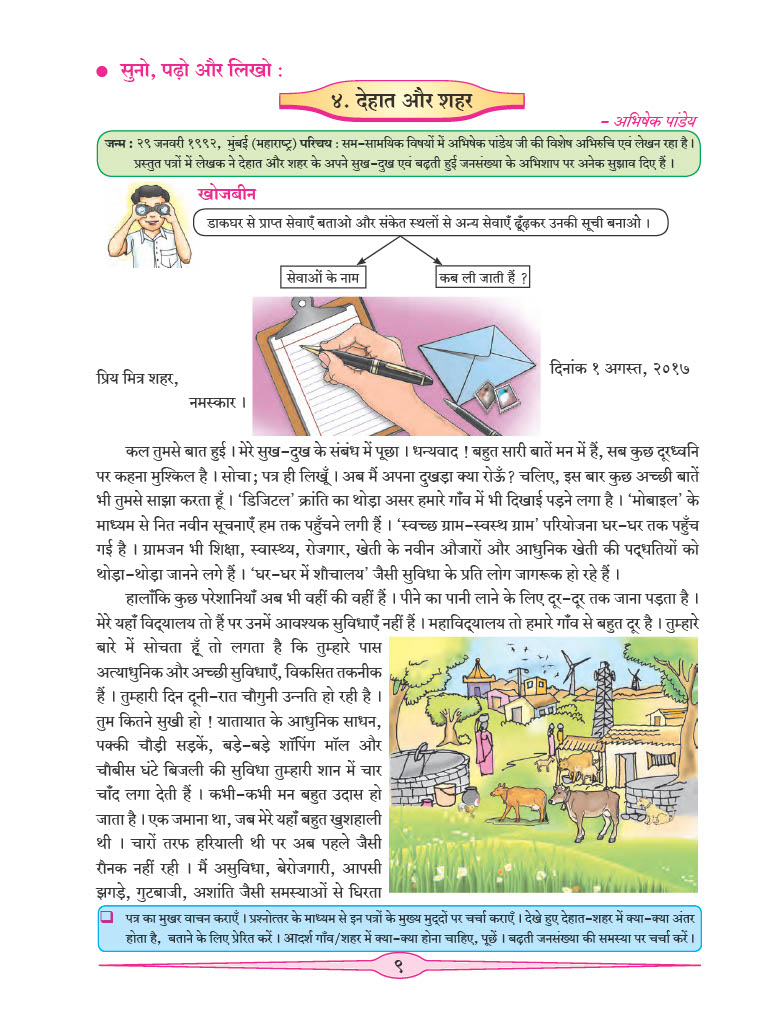 ● सुनो, पढ़ो और लिखो :
४. देहात और शहर
- अभिषेक पांडेय
जन्म : २९ जनवरी १९९२, मुंबई (महाराष्ट्र) परिचय : सम-सामयिक विषयों में अभिषेक पांडेय जी की विशेष अभिरुचि एवं लेखन रहा है ।
प्रस्तुत पत्रों में लेखक ने देहात और शहर के अपने सुख-दुख एवं बढ़ती हुई जनसंख्या के अभिशाप पर अनेक सुझाव दिए हैं ।
खोजबीन
डाकघर से प्राप्त सेवाएँ बताओ और संकेत स्थलों से अन्य सेवाएँ ढूँढ़कर उनकी सूची बनाओ ।
सेवाओं के नाम
कब ली जाती हैं ?
दिनांक १ अगस्त, २०१७
प्रिय मित्र शहर,
नमस्कार ।
कल तुमसे बात हुई । मेरे सुख-दुख के संबंध में पूछा । धन्यवाद ! बहुत सारी बातें मन में हैं, सब कुछ दूरध्वनि
पर कहना मुश्किल है । सोचा; पत्र ही लिखूँ । अब मैं अपना दुखड़ा क्या रोऊँ? चलिए, इस बार कुछ अच्छी बातें
भी तुमसे साझा करता हूँ । ‘डिजिटल’ क्रांति का थोड़ा असर हमारे गाँव में भी दिखाई पड़ने लगा है । ‘मोबाइल’ के
माध्यम से नित नवीन सूचनाएँ हम तक पहुँचने लगी हैं । ‘स्वच्छ ग्राम-स्वस्थ ग्राम’ परियोजना घर-घर तक पहुँच
गई है । ग्रामजन भी शिक्षा, स्वास्थ्य, रोजगार, खेती के नवीन औजारों और आधुनिक खेती की पद्धतियों को
थोड़ा-थोड़ा जानने लगे हैं । ‘घर-घर में शौचालय’ जैसी सुविधा के प्रति लोग जागरूक हो रहे हैं ।
हालाँकि कुछ परेशानियाँ अब भी वहीं की वहीं हैं । पीने का पानी लाने के लिए दूर-दूर तक जाना पड़ता है ।
मेरे यहाँ विद्यालय तो हैं पर उनमें आवश्यक सुविधाएँ नहीं हैं । महाविद्यालय तो हमारे गाँव से बहुत दूर है । तुम्हारे
बारे में सोचता हूँ तो लगता है कि तुम्हारे पास
अत्याधुनिक और अच्छी सुविधाएँ, विकसित तकनीक
हैं । तुम्हारी दिन दूनी-रात चौगुनी उन्नति हो रही है ।
तुम कितने सुखी हो ! यातायात के आधुनिक साधन,
पक्की चौड़ी सड़कें, बड़े-बड़े शॉपिंग मॉल और
चौबीस घंटे बिजली की सुविधा तुम्हारी शान में चार
चाँद लगा देती हैं । कभी-कभी मन बहुत उदास हो
जाता है । एक जमाना था, जब मेरे यहाँ बहुत खुशहाली
थी । चारों तरफ हरियाली थी पर अब पहले जैसी
रौनक नहीं रही । मैं असुविधा, बेरोजगारी, आपसी
झगड़े, गुटबाजी, अशांति जैसी समस्याओं से घिरता
❑ पत्र का मुखर वाचन कराएँ । प्रश्नोत्तर के माध्यम से इन पत्रों के मुख्य मुद्दों पर चर्चा कराएँ । देखे हुए देहात-शहर में क्या-क्या अंतर
होता है, बताने के लिए प्रेरित करें । आदर्श गाँव/शहर में क्या-क्या होना चाहिए, पूछें । बढ़ती जनसंख्या की समस्या पर चर्चा करें ।
९